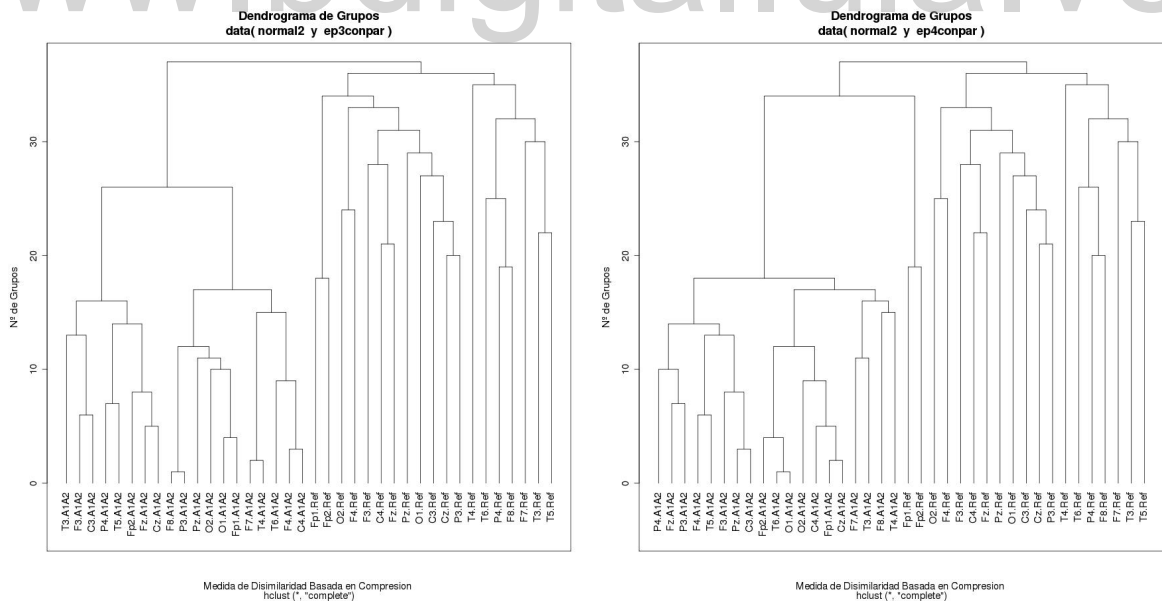 www.bdigital.ula.ve
Dendrograma de Grupos
data( normal2 y ep3conpar )
Nº de Grupos
0
10
20
30
T3.A1A2
F3.A1A2
C3.A1A2
P4.A1A2
T5.A1A2
Fp2.A1A2
Fz.A1A2
Cz.A1A2
F8.A1A2
P3.A1A2
Pz.A1A2
O2.A1A2
O1.A1A2
Fp1.A1A2
F7.A1A2
T4.A1A2
T6.A1A2
F4.A1A2
C4.A1A2
Fp1.Ref
Fp2.Ref
O2.Ref
F4.Ref
F3.Ref
C4.Ref
Fz.Ref
Pz.Ref
O1.Ref
C3.Ref
Cz.Ref
P3.Ref
T4.Ref
T6.Ref
P4.Ref
F8.Ref
F7.Ref
T3.Ref
T5.Ref
Medida de Disimilaridad Basada en Compresion
hclust (*, "complete")
Dendrograma de Grupos
data( normal2 y ep4conpar )
Nº de Grupos
0
10
20
30
P4.A1A2
Fz.A1A2
P3.A1A2
C3.A1A2
T5.A1A2
F3.A1A2
Pz.A1A2
C4.A1A2
Fp2.A1A2
T6.A1A2
O1.A1A2
O2.A1A2
F4.A1A2
Fp1.A1A2
Cz.A1A2
F7.A1A2
T3.A1A2
F8.A1A2
T4.A1A2
Fp1.Ref
Fp2.Ref
O2.Ref
F4.Ref
F3.Ref
C4.Ref
Fz.Ref
Pz.Ref
O1.Ref
C3.Ref
Cz.Ref
P3.Ref
T4.Ref
T6.Ref
P4.Ref
F8.Ref
F7.Ref
T3.Ref
T5.Ref
Medida de Disimilaridad Basada en Compresion
hclust (*, "complete")